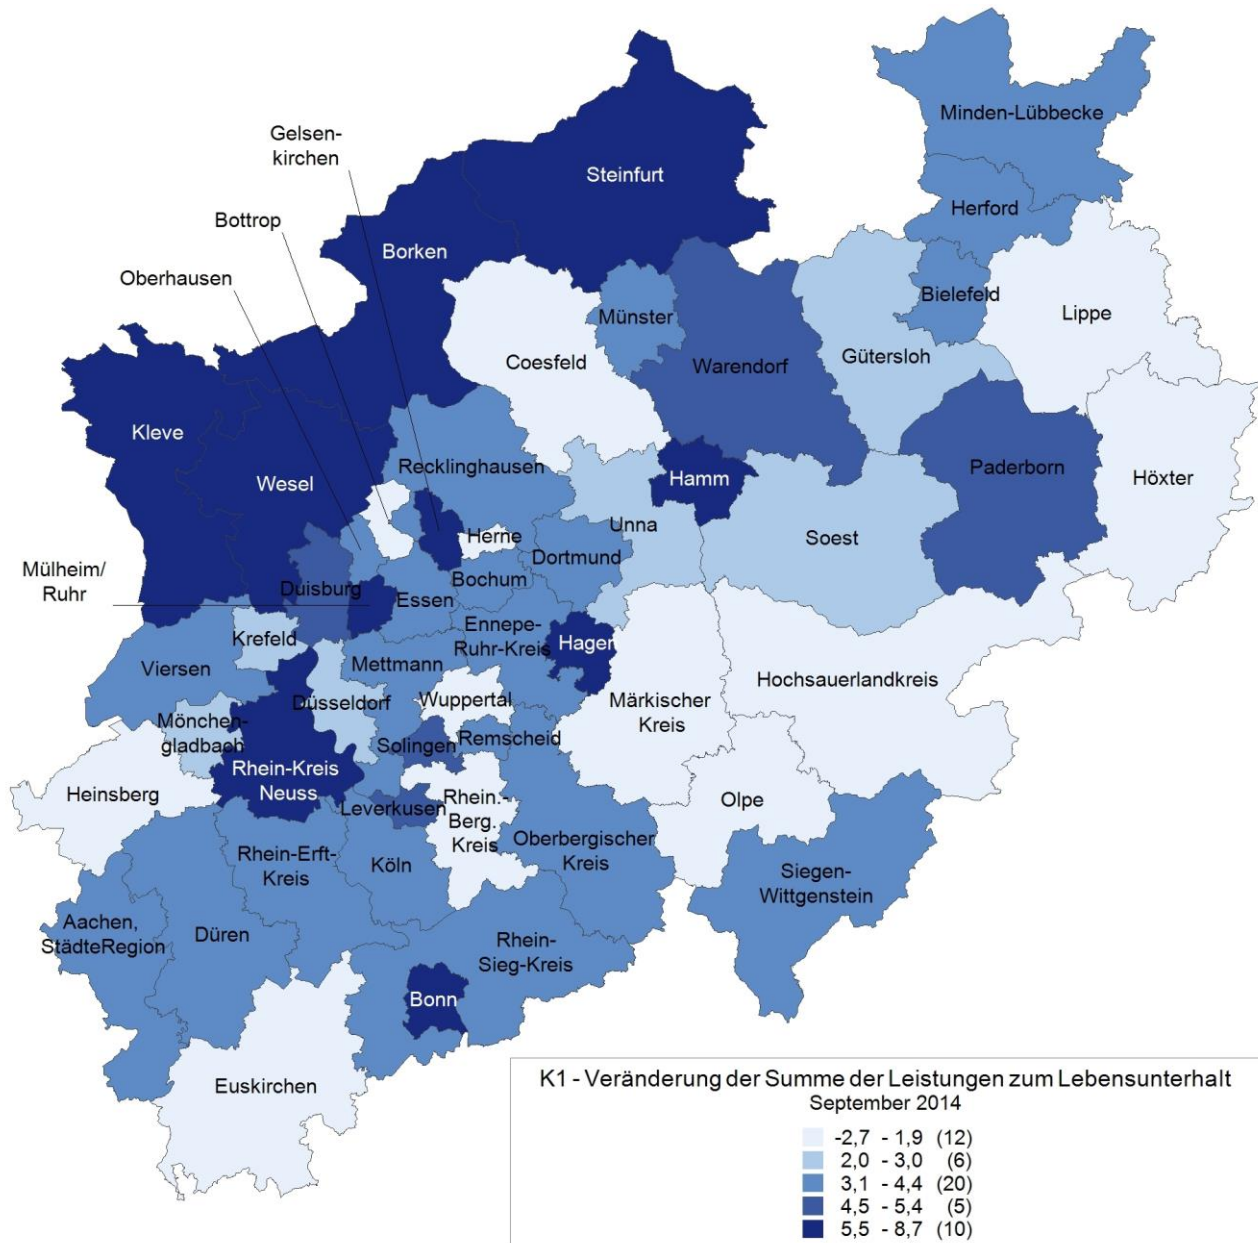 Minden-Lübbecke
Gelsen-
kirchen
Steinfurt
Herford
Bottrop
Borken
Oberhausen
Bielefeld
Lippe
Münster
Coesfeld
Warendorf
Gütersloh
Kleve
Recklinghausen
Paderborn
Wesel
Hamm
Höxter
Unna
Herne
Soest
Dortmund
Mülheim/
Ruhr
Duisburg
Bochum
Essen
Ennepe-
Ruhr-Kreis
Krefeld
Hagen
Viersen
Mettmann
Hochsauerlandkreis
Düsseldorf
Wuppertal
Märkischer
Kreis
Mönchen-
gladbach
Solingen
Remscheid
Rhein-Kreis
Neuss
Heinsberg
Leverkusen
Rhein.-
Berg.
Kreis
Olpe
Oberbergischer
Kreis
Rhein-Erft-
Kreis
Köln
Siegen-
Wittgenstein
Aachen,
StädteRegion
Düren
Rhein-
Sieg-Kreis
Bonn
Euskirchen
K1 - Veränderung der Summe der Leistungen zum Lebensunterhalt
September 2014
-2,7 - 1,9 (12)
2,0 - 3,0 (6)
3,1 - 4,4 (20)
4,5 - 5,4 (5)
5,5 - 8,7 (10)